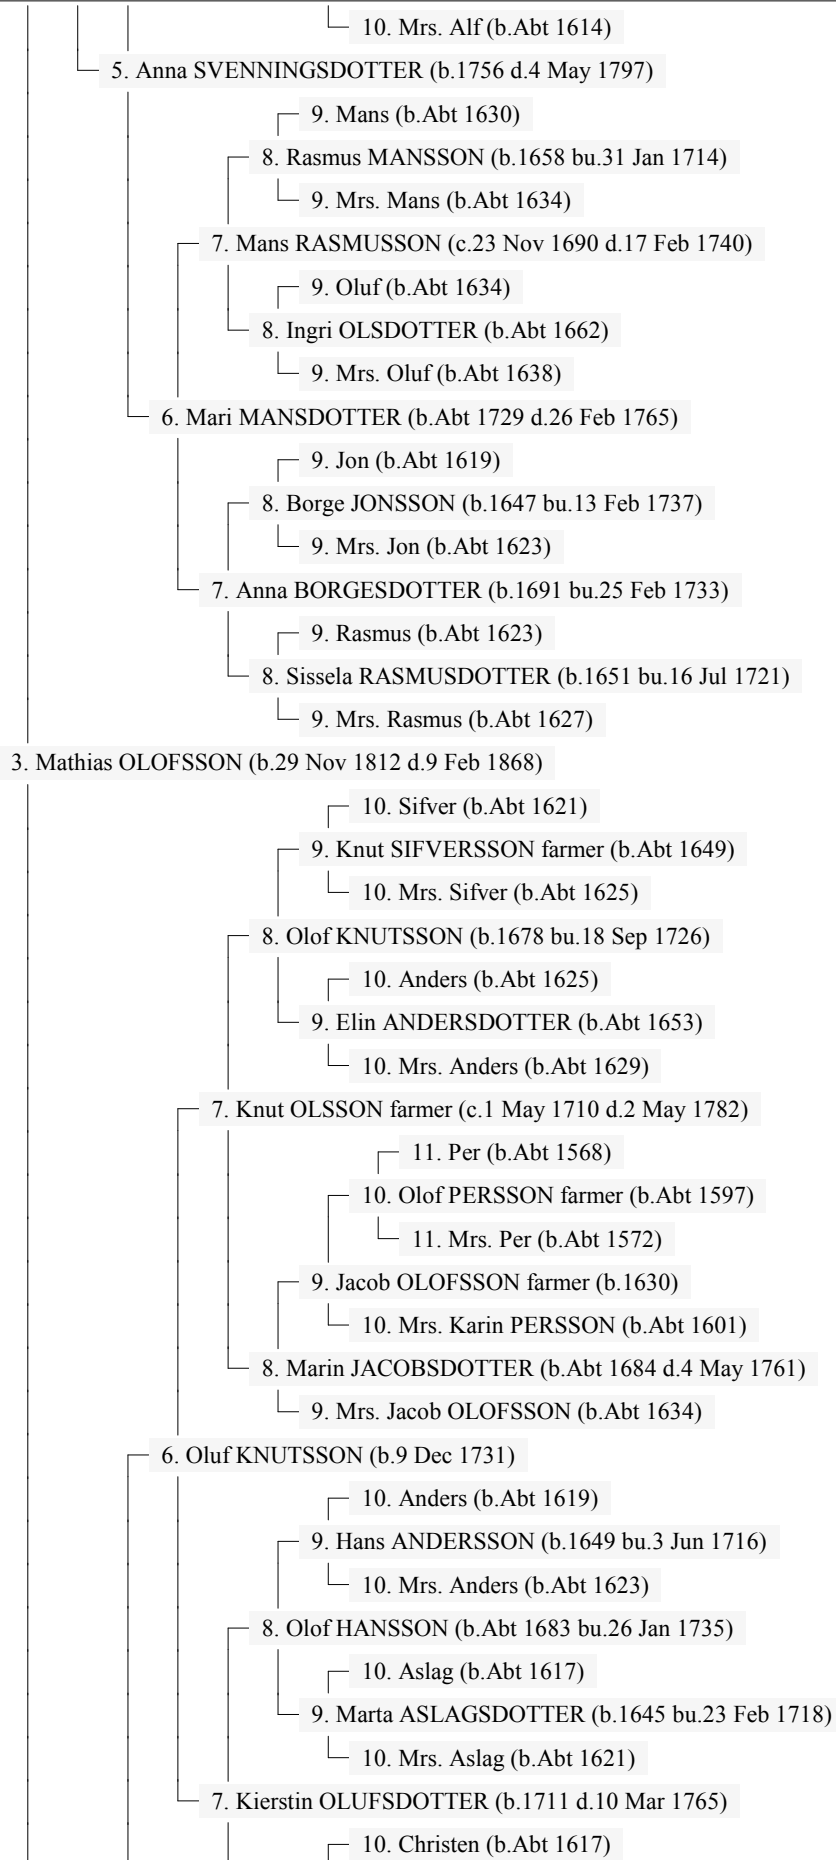 10. Mrs. Alf (b.Abt 1614)
5. Anna SVENNINGSDOTTER (b.1756 d.4 May 1797)
9. Mans (b.Abt 1630)
8. Rasmus MANSSON (b.1658 bu.31 Jan 1714)
9. Mrs. Mans (b.Abt 1634)
7. Mans RASMUSSON (c.23 Nov 1690 d.17 Feb 1740)
9. Oluf (b.Abt 1634)
8. Ingri OLSDOTTER (b.Abt 1662)
9. Mrs. Oluf (b.Abt 1638)
6. Mari MANSDOTTER (b.Abt 1729 d.26 Feb 1765)
9. Jon (b.Abt 1619)
8. Borge JONSSON (b.1647 bu.13 Feb 1737)
9. Mrs. Jon (b.Abt 1623)
7. Anna BORGESDOTTER (b.1691 bu.25 Feb 1733)
9. Rasmus (b.Abt 1623)
8. Sissela RASMUSDOTTER (b.1651 bu.16 Jul 1721)
9. Mrs. Rasmus (b.Abt 1627)
3. Mathias OLOFSSON (b.29 Nov 1812 d.9 Feb 1868)
10. Sifver (b.Abt 1621)
9. Knut SIFVERSSON farmer (b.Abt 1649)
10. Mrs. Sifver (b.Abt 1625)
8. Olof KNUTSSON (b.1678 bu.18 Sep 1726)
10. Anders (b.Abt 1625)
9. Elin ANDERSDOTTER (b.Abt 1653)
10. Mrs. Anders (b.Abt 1629)
7. Knut OLSSON farmer (c.1 May 1710 d.2 May 1782)
11. Per (b.Abt 1568)
10. Olof PERSSON farmer (b.Abt 1597)
11. Mrs. Per (b.Abt 1572)
9. Jacob OLOFSSON farmer (b.1630)
10. Mrs. Karin PERSSON (b.Abt 1601)
8. Marin JACOBSDOTTER (b.Abt 1684 d.4 May 1761)
9. Mrs. Jacob OLOFSSON (b.Abt 1634)
6. Oluf KNUTSSON (b.9 Dec 1731)
10. Anders (b.Abt 1619)
9. Hans ANDERSSON (b.1649 bu.3 Jun 1716)
10. Mrs. Anders (b.Abt 1623)
8. Olof HANSSON (b.Abt 1683 bu.26 Jan 1735)
10. Aslag (b.Abt 1617)
9. Marta ASLAGSDOTTER (b.1645 bu.23 Feb 1718)
10. Mrs. Aslag (b.Abt 1621)
7. Kierstin OLUFSDOTTER (b.1711 d.10 Mar 1765)
10. Christen (b.Abt 1617)